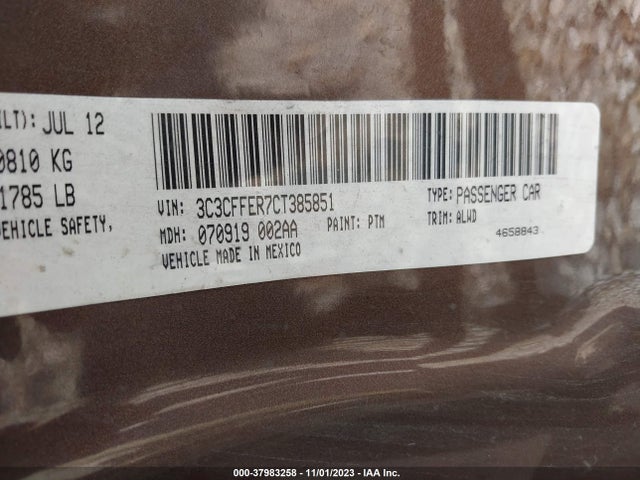 ILT): JUL 12
0810 KG
1785 LB
EHICLE SAFETY,
VIN: 3C3CFFER7CT385851
TYPE: PASSENGER CAR
MDH: 070919 002AA PAINT: PTM
TRIM: ALWD
VEHICLE MADE IN MEXICO
4658843
000-37983258 - 11/01/2023 - IAA Inc.